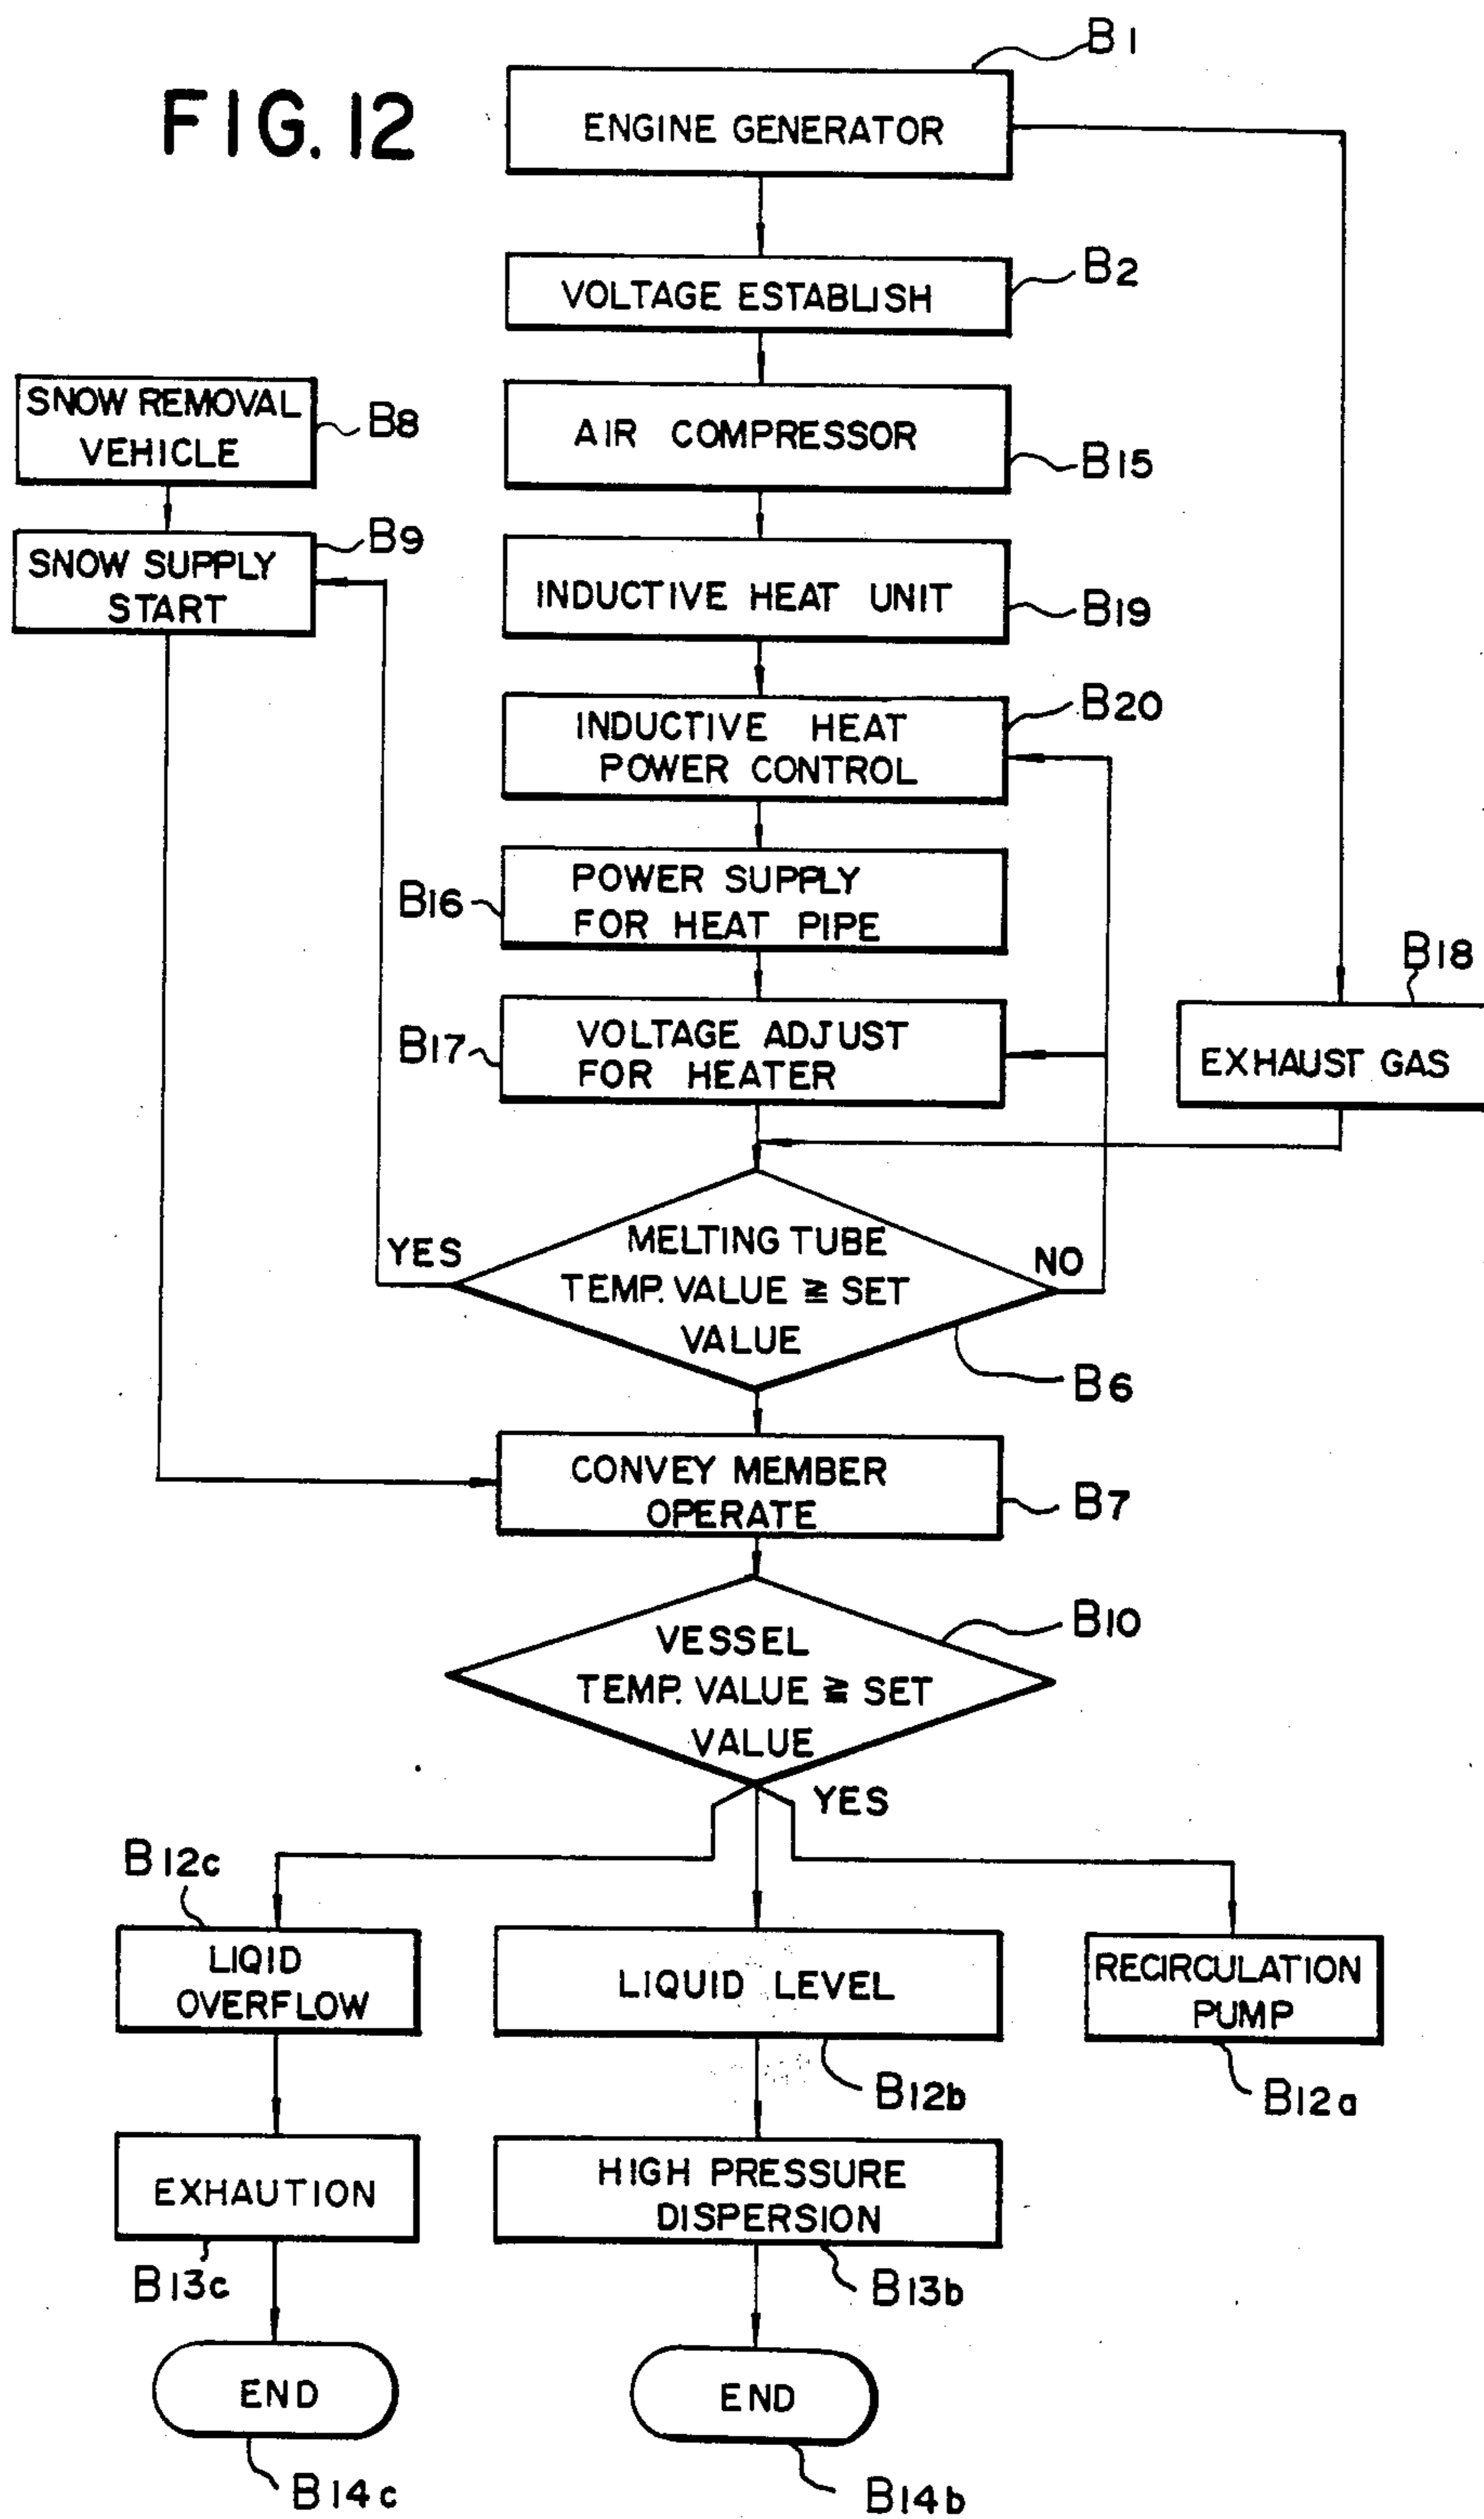 FIG. 12
B1
ENGINE GENERATOR
B2
VOLTAGE ESTABLISH
SNOW REMOVAL
VEHICLE
B8
AIR COMPRESSOR
B15
B9
SNOW SUPPLY
START
INDUCTIVE HEAT UNIT
B19
B20
INDUCTIVE HEAT
POWER CONTROL
B16
POWER SUPPLY
FOR HEAT PIPE
B18
B17
VOLTAGE ADJUST
FOR HEATER
EXHAUST GAS
YES
MELTING TUBE
TEMP. VALUE ≧ SET
VALUE
NO
B6
CONVEY MEMBER
OPERATE
B7
B10
VESSEL
TEMP. VALUE ≧ SET
VALUE
YES
B12c
LIQID
OVERFLOW
LIQUID LEVEL
RECIRCULATION
PUMP
B12b
B12a
EXHAUTION
HIGH PRESSURE
DISPERSION
B13c
B13b
END
END
B14c
B14b